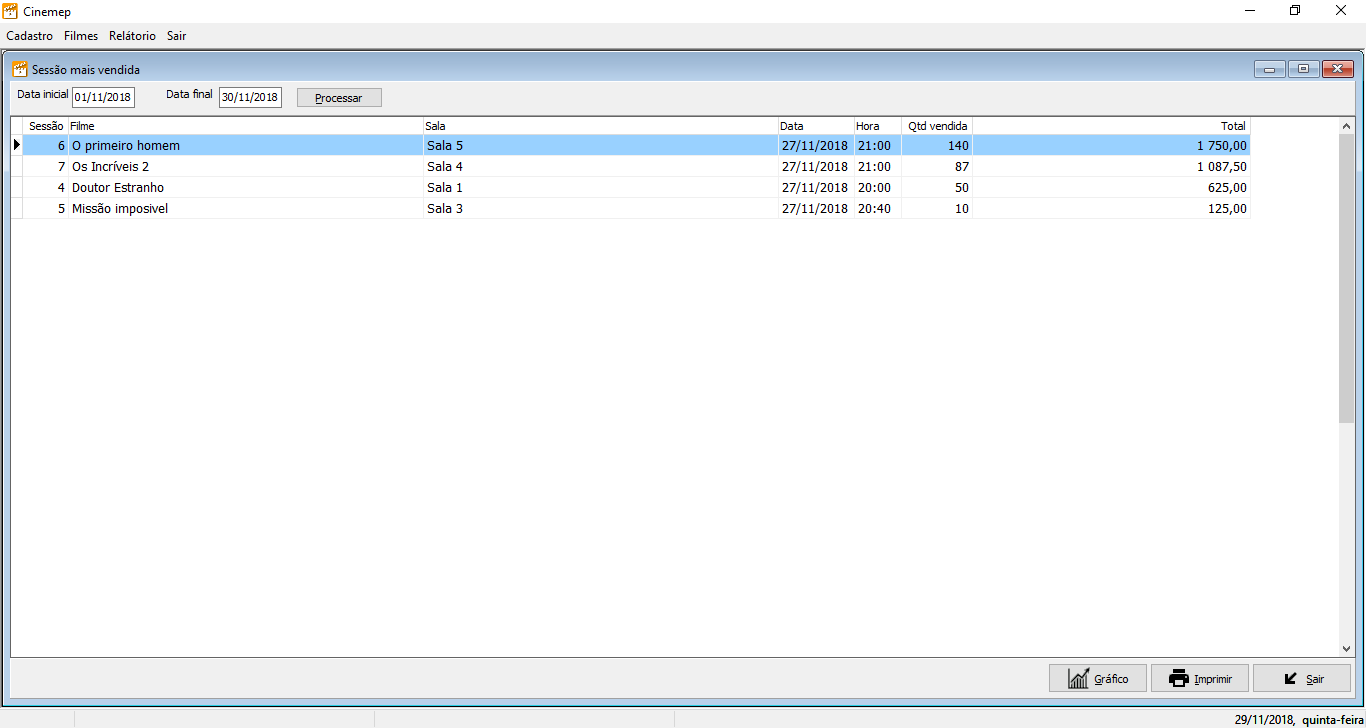 Cinemep
Cadastro Filmes Relátorio Sair
Sessão mais vendida
Data inicial 01/11/2018 Data final 30/11/2018 Processar
Sessão Filme Sala Data Hora Qtd vendida Total
6 O primeiro homem Sala 5 27/11/2018 21:00 140 1 750,00
7 Os Incríveis 2 Sala 4 27/11/2018 21:00 87 1 087,50
4 Doutor Estranho Sala 1 27/11/2018 20:00 50 625,00
5 Missão imposivel Sala 3 27/11/2018 20:40 10 125,00
Gráfico Imprimir Sair
29/11/2018, quinta-feira